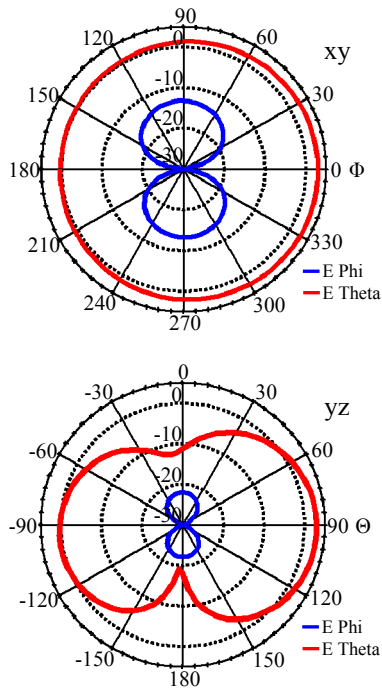 90
120 0 60
xy
150 -10 30
-20
180 -30 0 Φ
210 330
E Phi
240 300 E Theta
270
0
-30 0 30
yz
-60 -10 60
-20
-90 -30 90 Θ
-120 120
E Phi
-150 150 E Theta
180